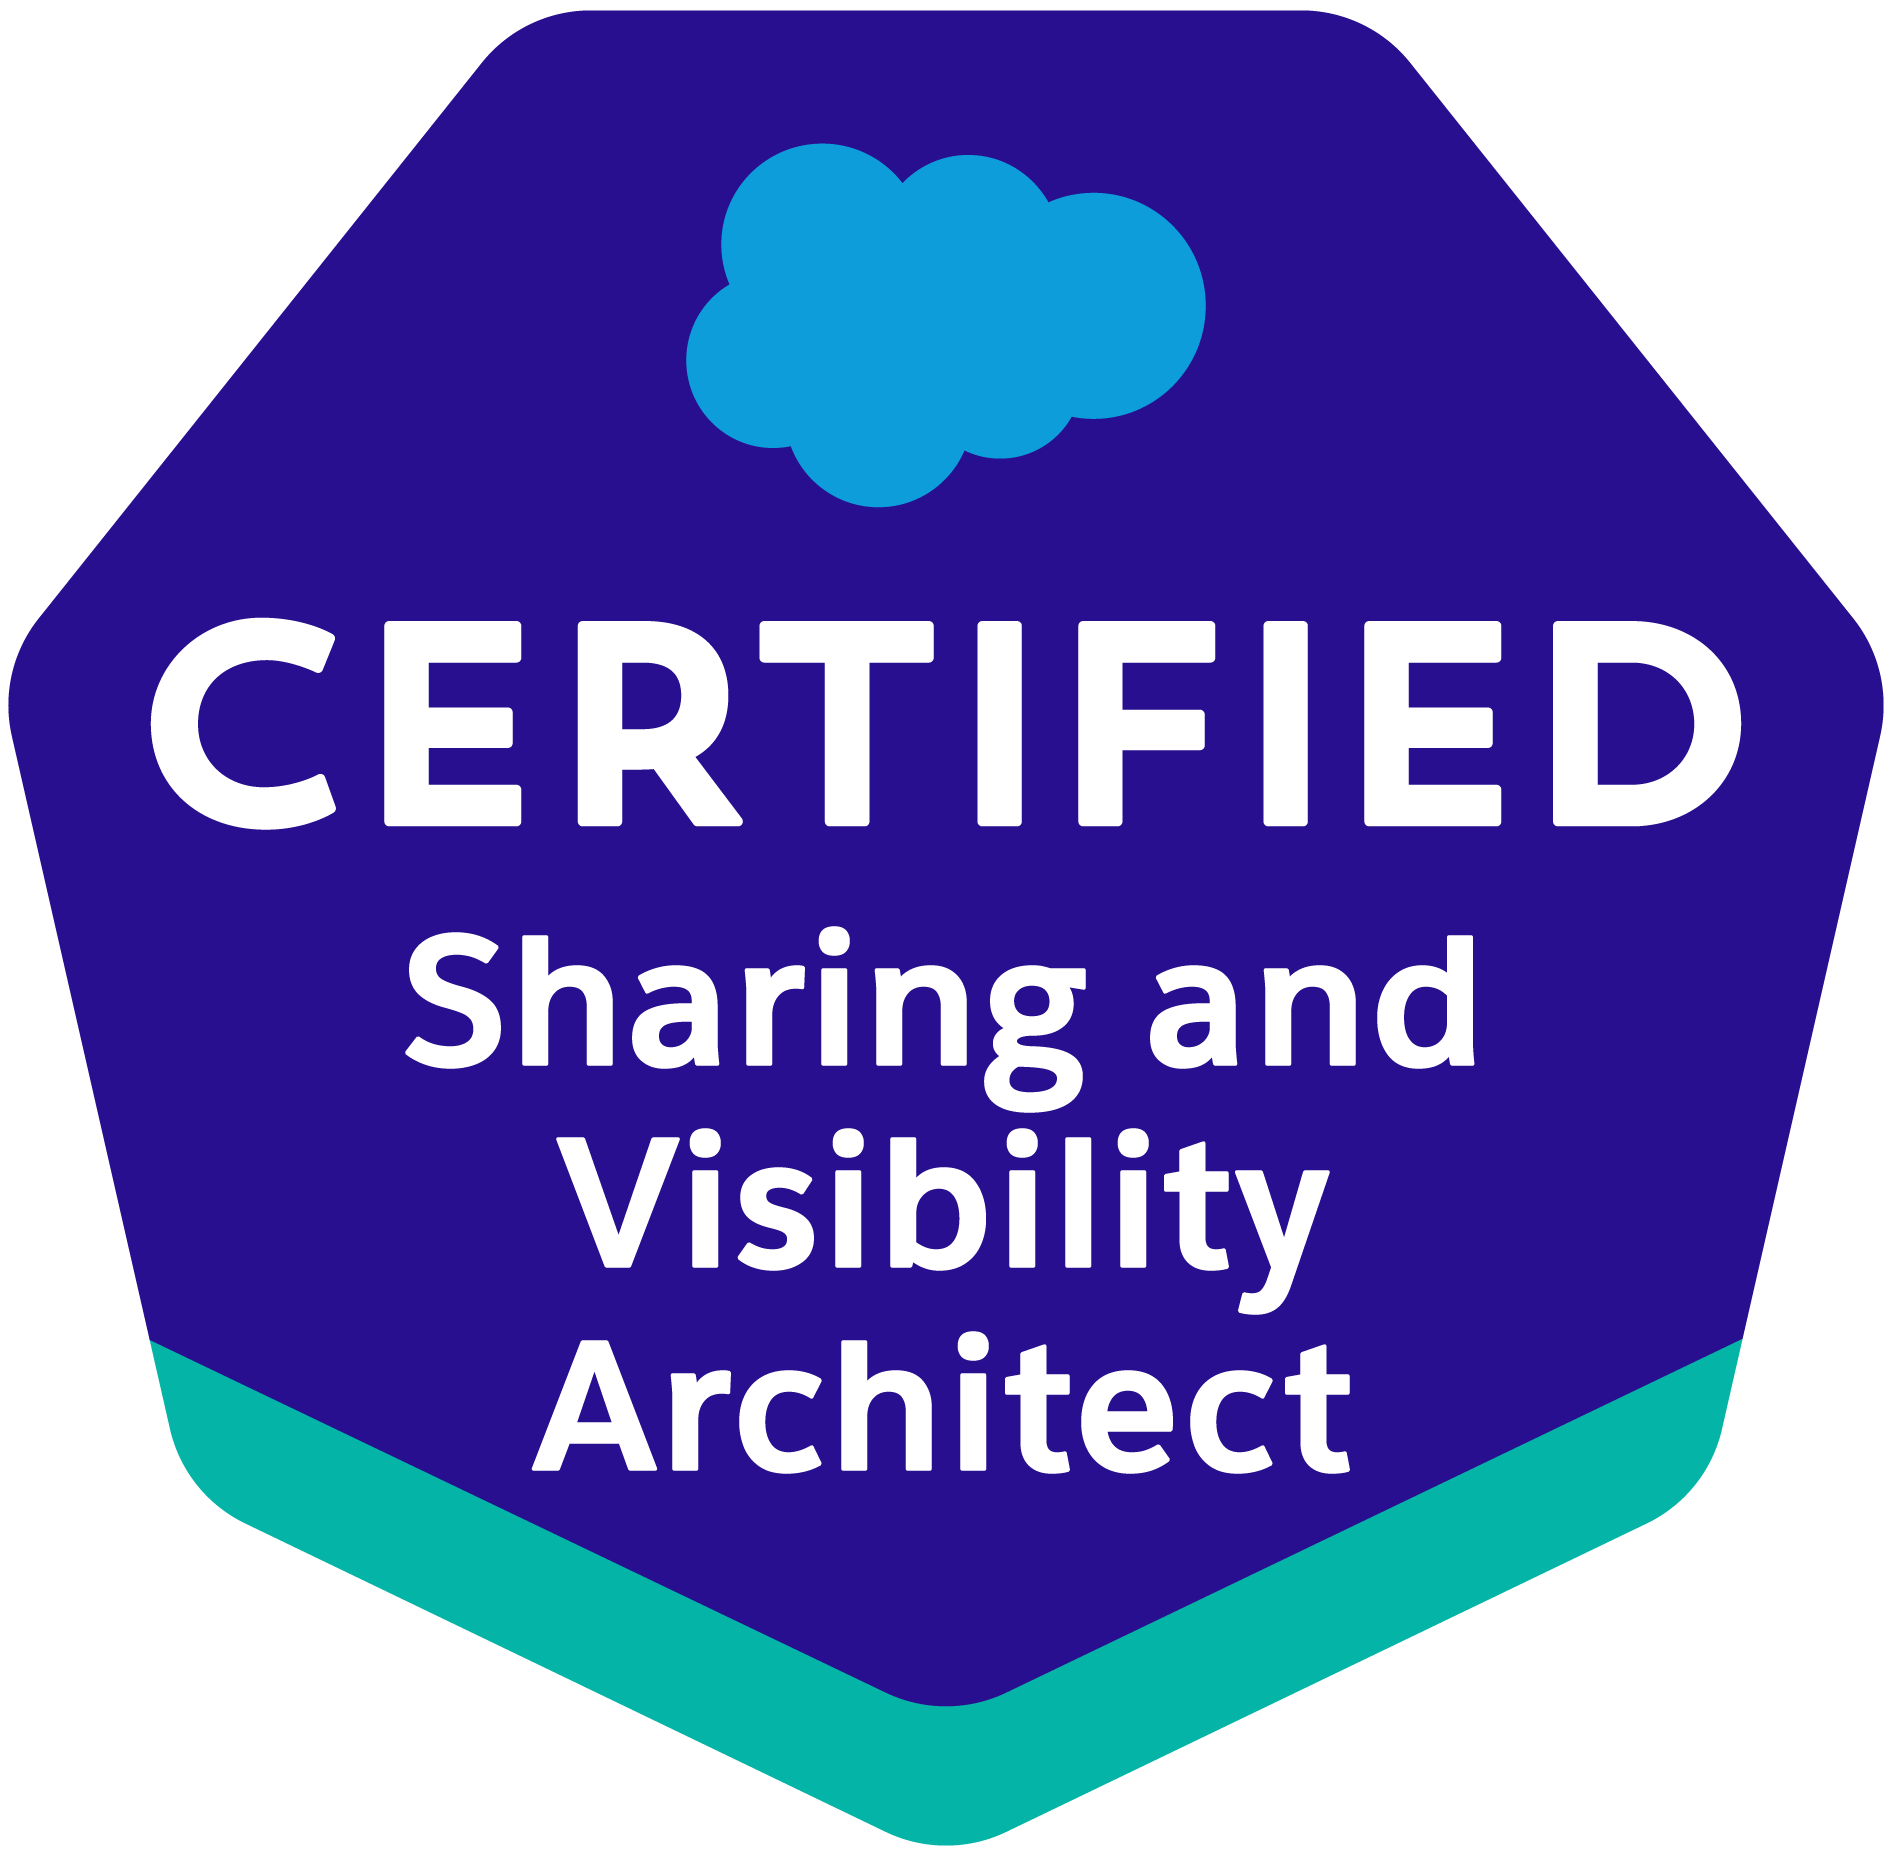 CERTIFIED
Sharing and
Visibility
Architect